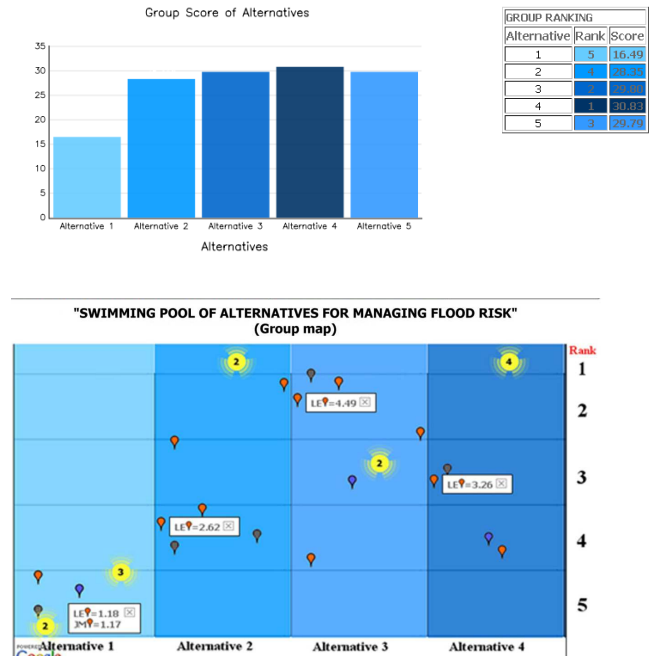 Group Score of Alternatives
35
30
25
20
15
10
5
0
Alternative 1 Alternative 2 Alternative 3 Alternative 4 Alternative 5
Alternatives
GROUP RANKING
Alternative Rank Score
1 5 16.49
2 4 28.35
3 2 29.80
4 1 30.83
5 3 29.79
"SWIMMING POOL OF ALTERNATIVES FOR MANAGING FLOOD RISK"
(Group map)
Rank
1
2
3
4
5
2
4
LE=4.49
2
LE=3.26
LE=2.62
3
LE=1.18
JM=1.17
2
POWERED
Google
Alternative 1 Alternative 2 Alternative 3 Alternative 4